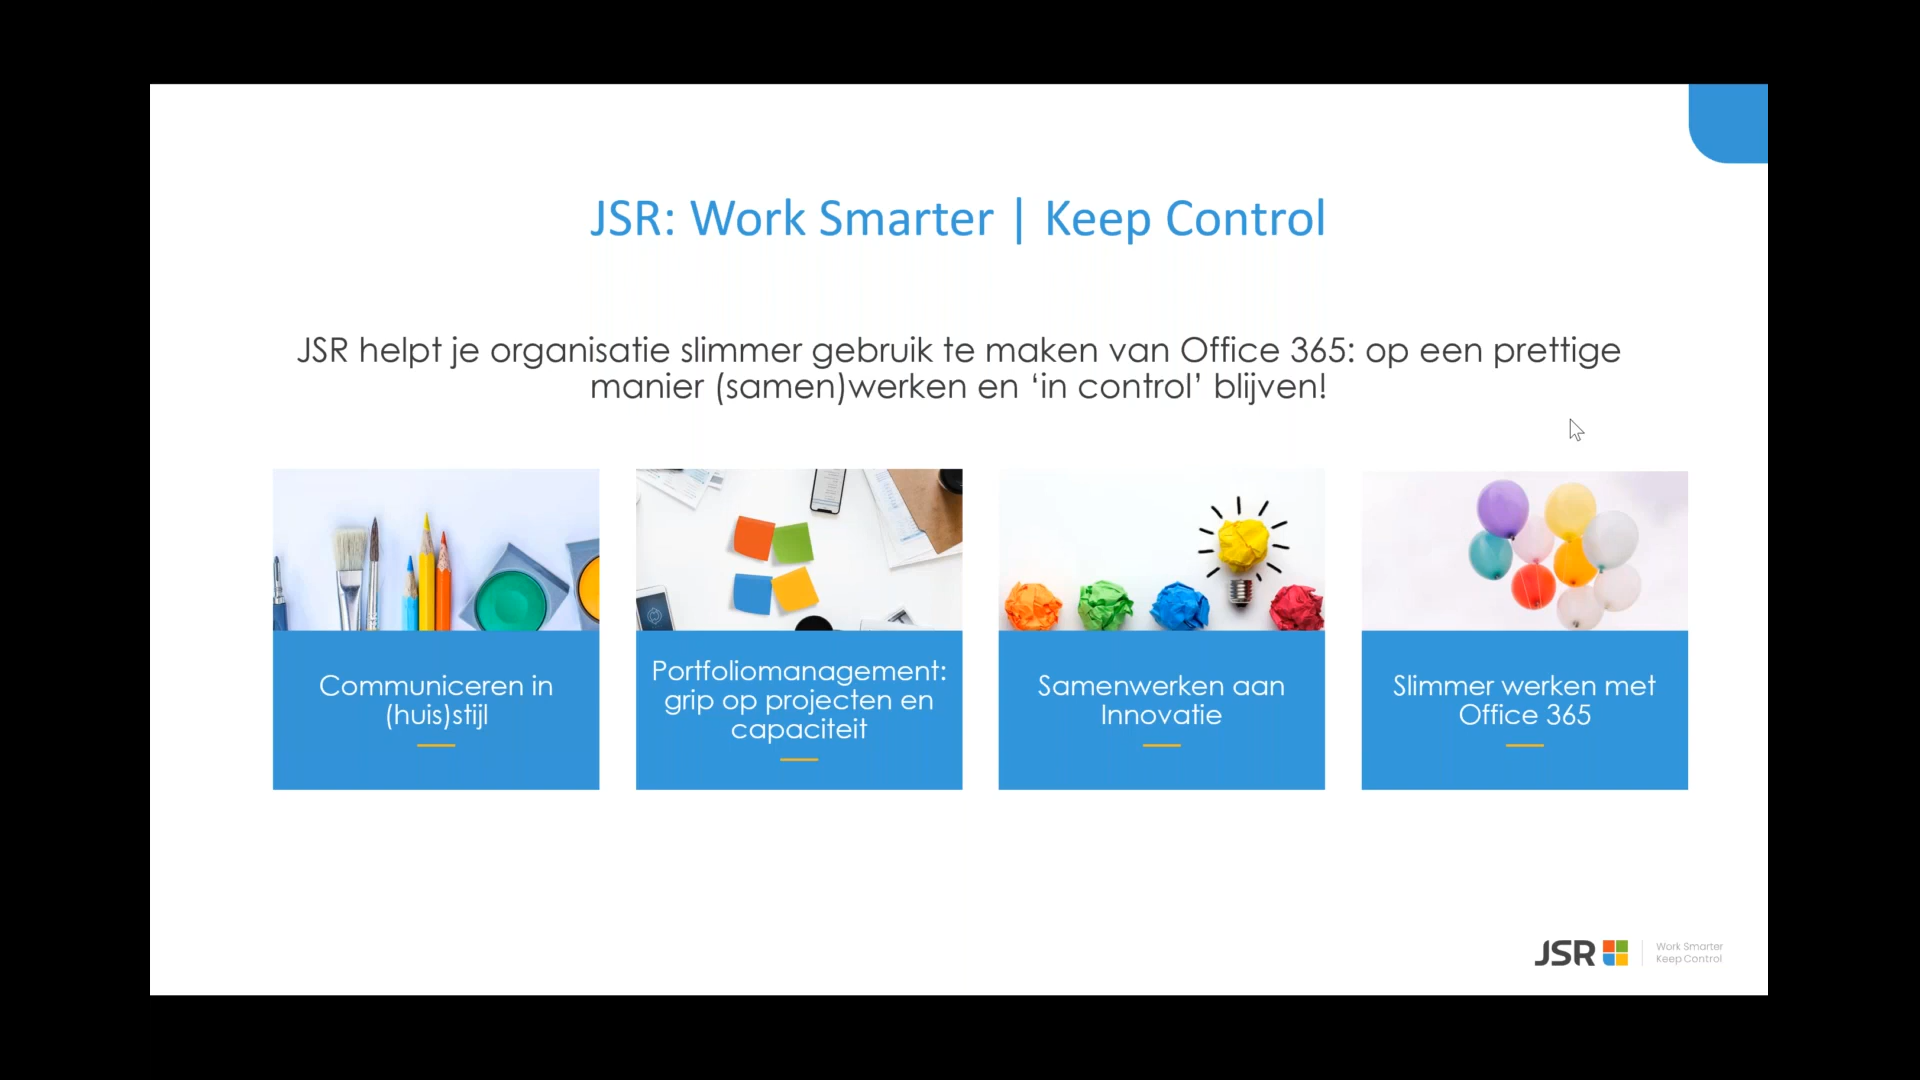 JSR: Work Smarter | Keep Control
JSR helpt je organisatie slimmer gebruik te maken van Office 365: op een prettige
manier (samen)werken en ‘in control’ blijven!
Communiceren in
(huis)stijl
Portfoliomanagement:
grip op projecten en
capaciteit
Samenwerken aan
Innovatie
Slimmer werken met
Office 365
JSR
Work Smarter
Keep Control